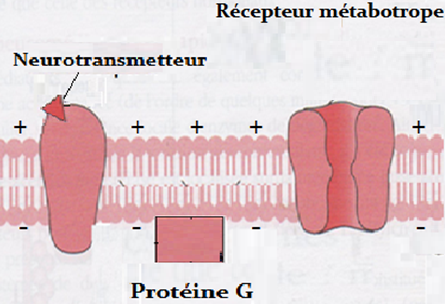 Récepteur métabotrope
Neurotransmetteur
+ + + + +
- - - -
Protéine G